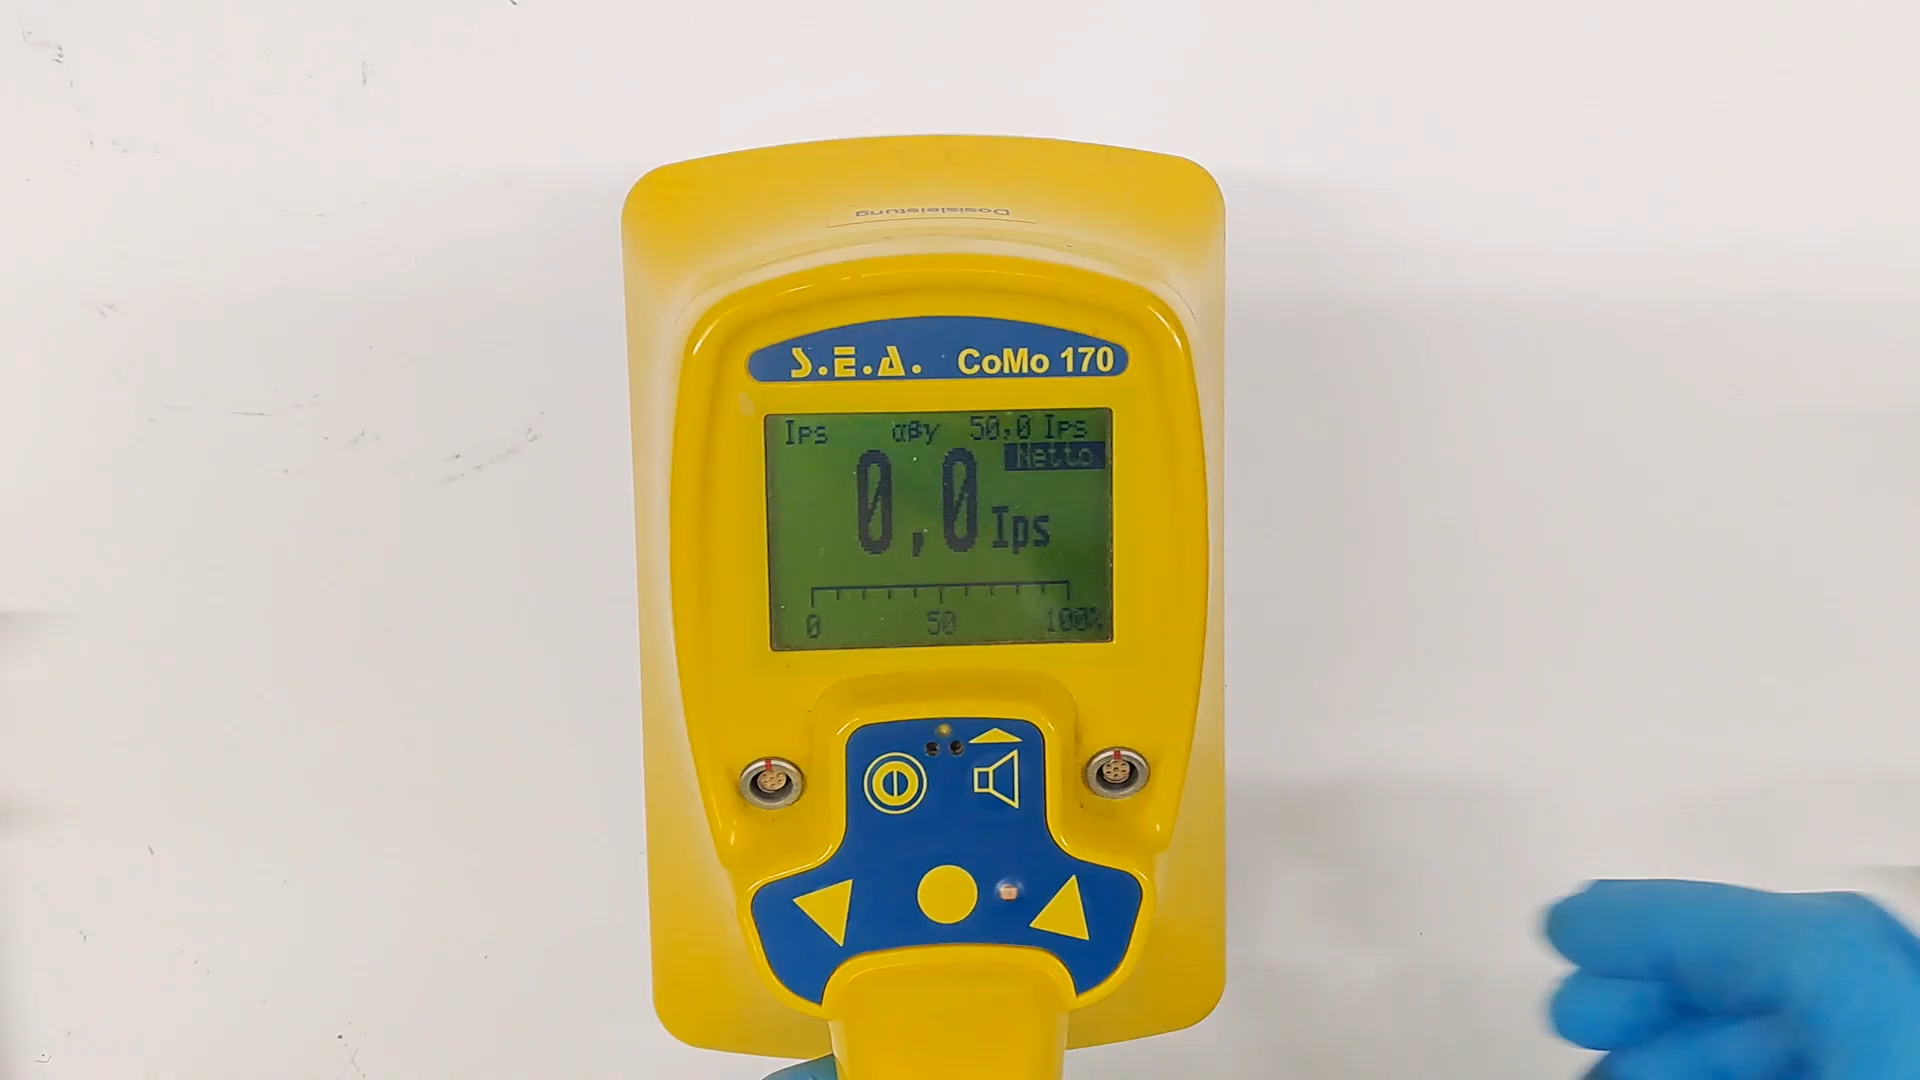 Dosisleistung
S.E.A. CoMo 170
Ips αβγ 50,0 Ips
Netto
0,0 Ips
0 50 100%